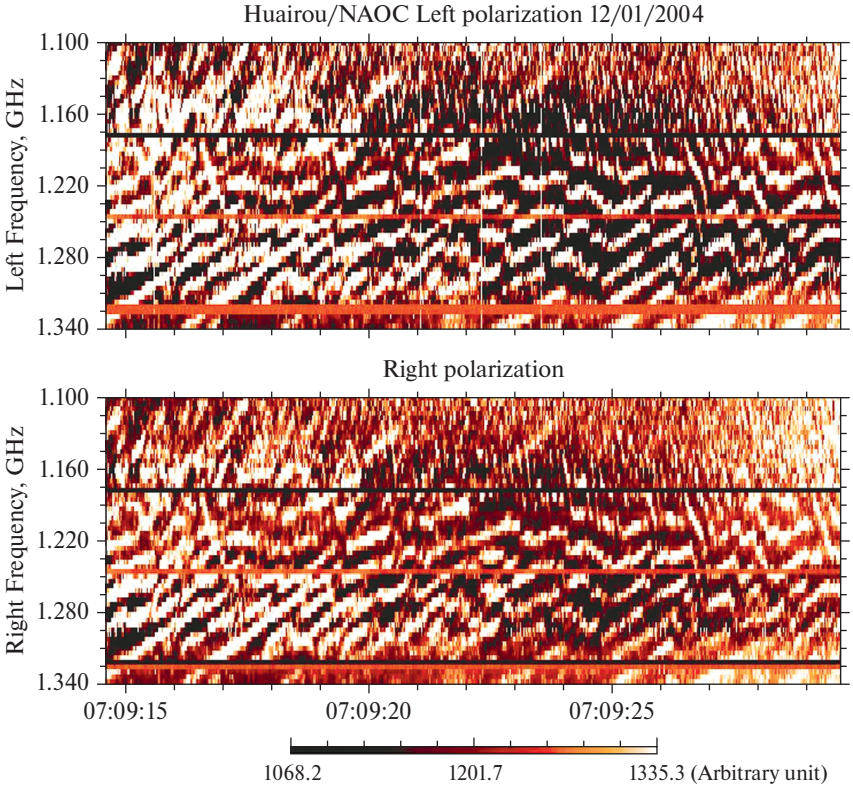 Huairou/NAOC Left polarization 12/01/2004
Left Frequency, GHz
1.100
1.160
1.220
1.280
1.340
Right polarization
Right Frequency, GHz
1.100
1.160
1.220
1.280
1.340
07:09:15 07:09:20 07:09:25
1068.2 1201.7 1335.3 (Arbitrary unit)